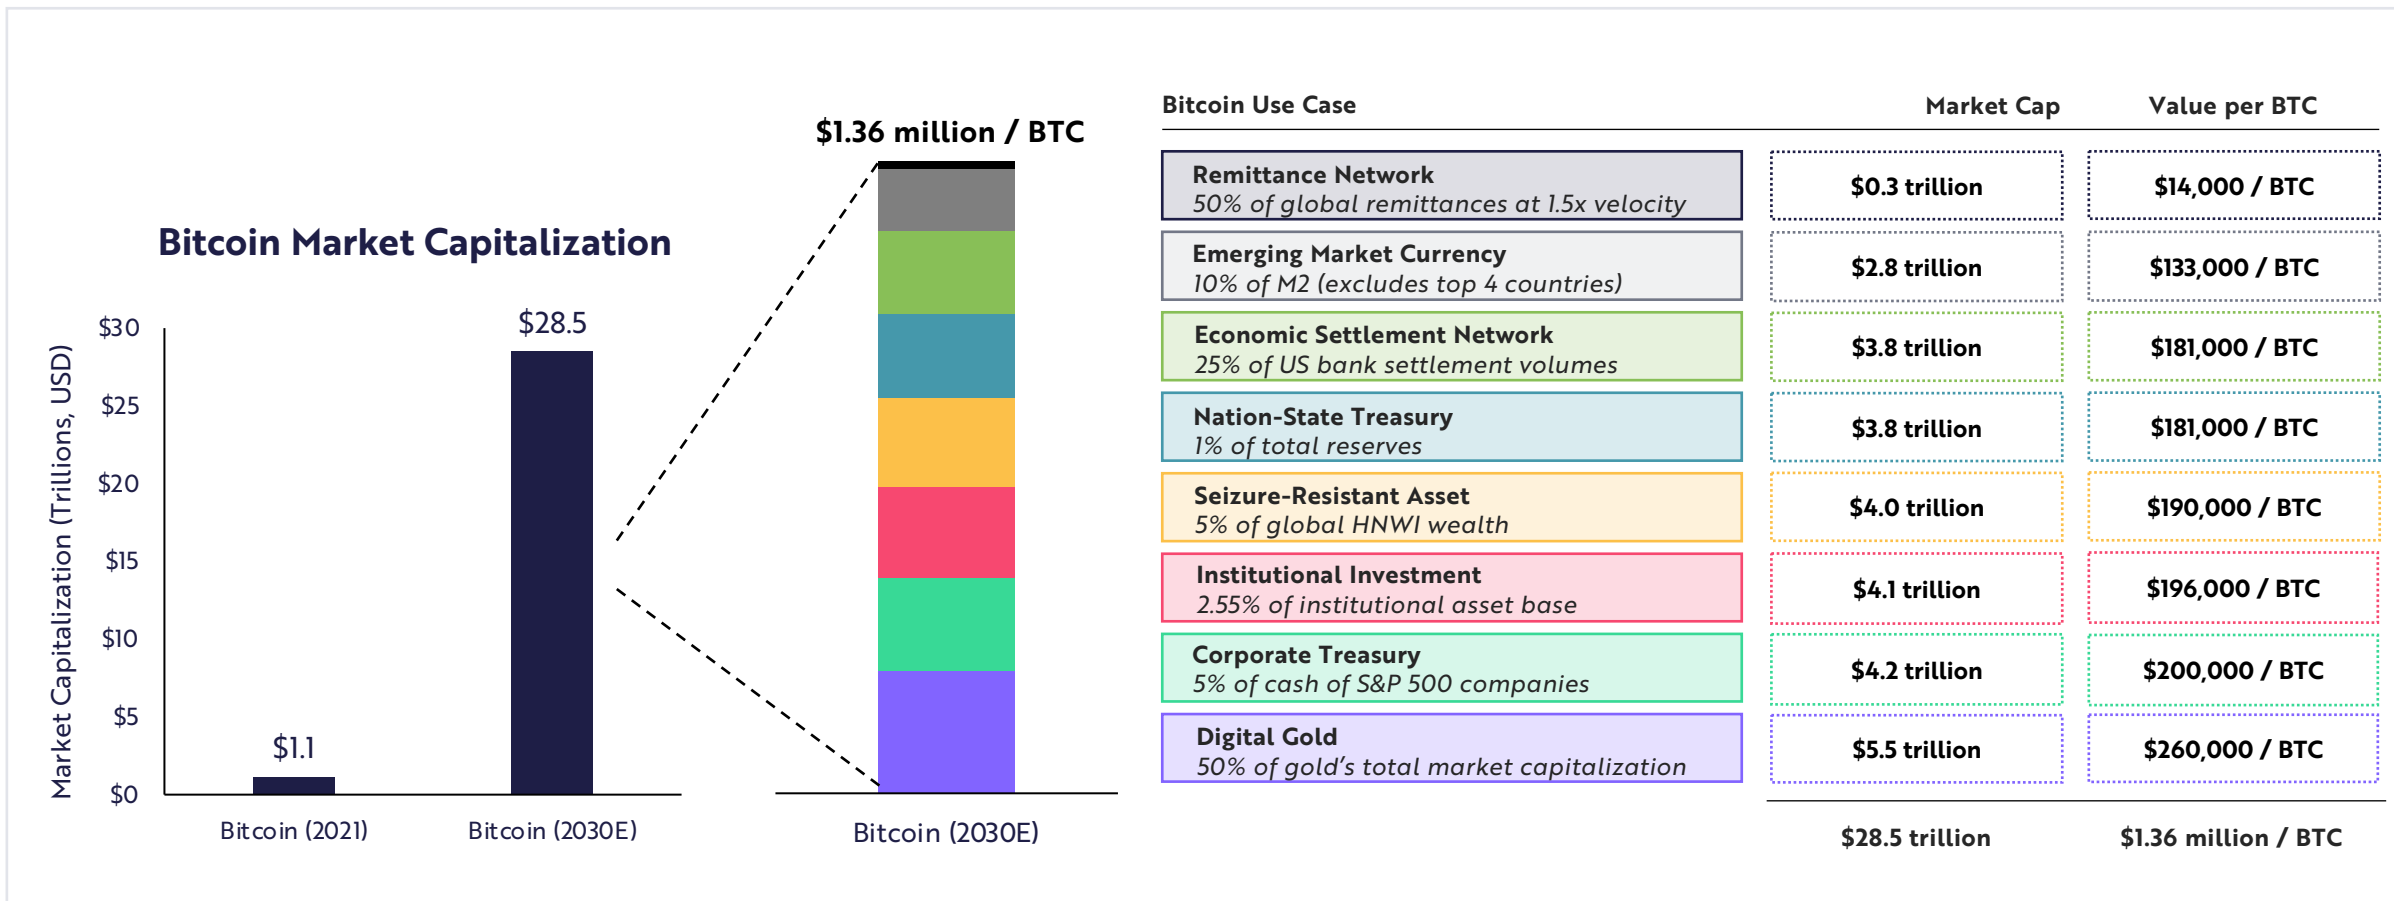 Bitcoin Market Capitalization
Market Capitalization (Trillions, USD)
$30
$25
$20
$15
$10
$5
$0
$1.1
$28.5
Bitcoin (2021)
Bitcoin (2030E)
$1.36 million / BTC
Bitcoin (2030E)
Bitcoin Use Case Market Cap Value per BTC
Remittance Network
50% of global remittances at 1.5x velocity
$0.3 trillion
$14,000 / BTC
Emerging Market Currency
10% of M2 (excludes top 4 countries)
$2.8 trillion
$133,000 / BTC
Economic Settlement Network
25% of US bank settlement volumes
$3.8 trillion
$181,000 / BTC
Nation-State Treasury
1% of total reserves
$3.8 trillion
$181,000 / BTC
Seizure-Resistant Asset
5% of global HNWI wealth
$4.0 trillion
$190,000 / BTC
Institutional Investment
2.55% of institutional asset base
$4.1 trillion
$196,000 / BTC
Corporate Treasury
5% of cash of S&P 500 companies
$4.2 trillion
$200,000 / BTC
Digital Gold
50% of gold’s total market capitalization
$5.5 trillion
$260,000 / BTC
$28.5 trillion
$1.36 million / BTC